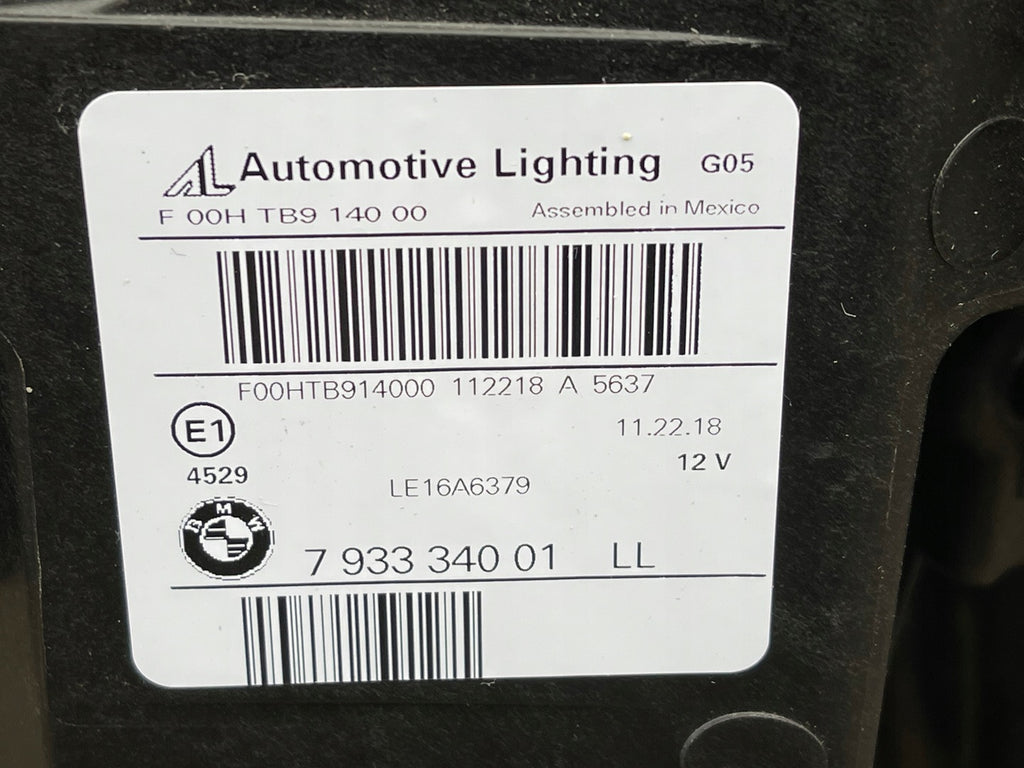 AL Automotive Lighting G05
F 00H TB9 140 00 Assembled in Mexico
F00HTB914000 112218 A 5637
E1 11.22.18
4529 12 V
LE16A6379
BMW
7 933 340 01 LL